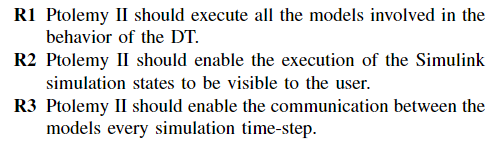 R1 Ptolemy II should execute all the models involved in the
behavior of the DT.
R2 Ptolemy II should enable the execution of the Simulink
simulation states to be visible to the user.
R3 Ptolemy II should enable the communication between the
models every simulation time-step.